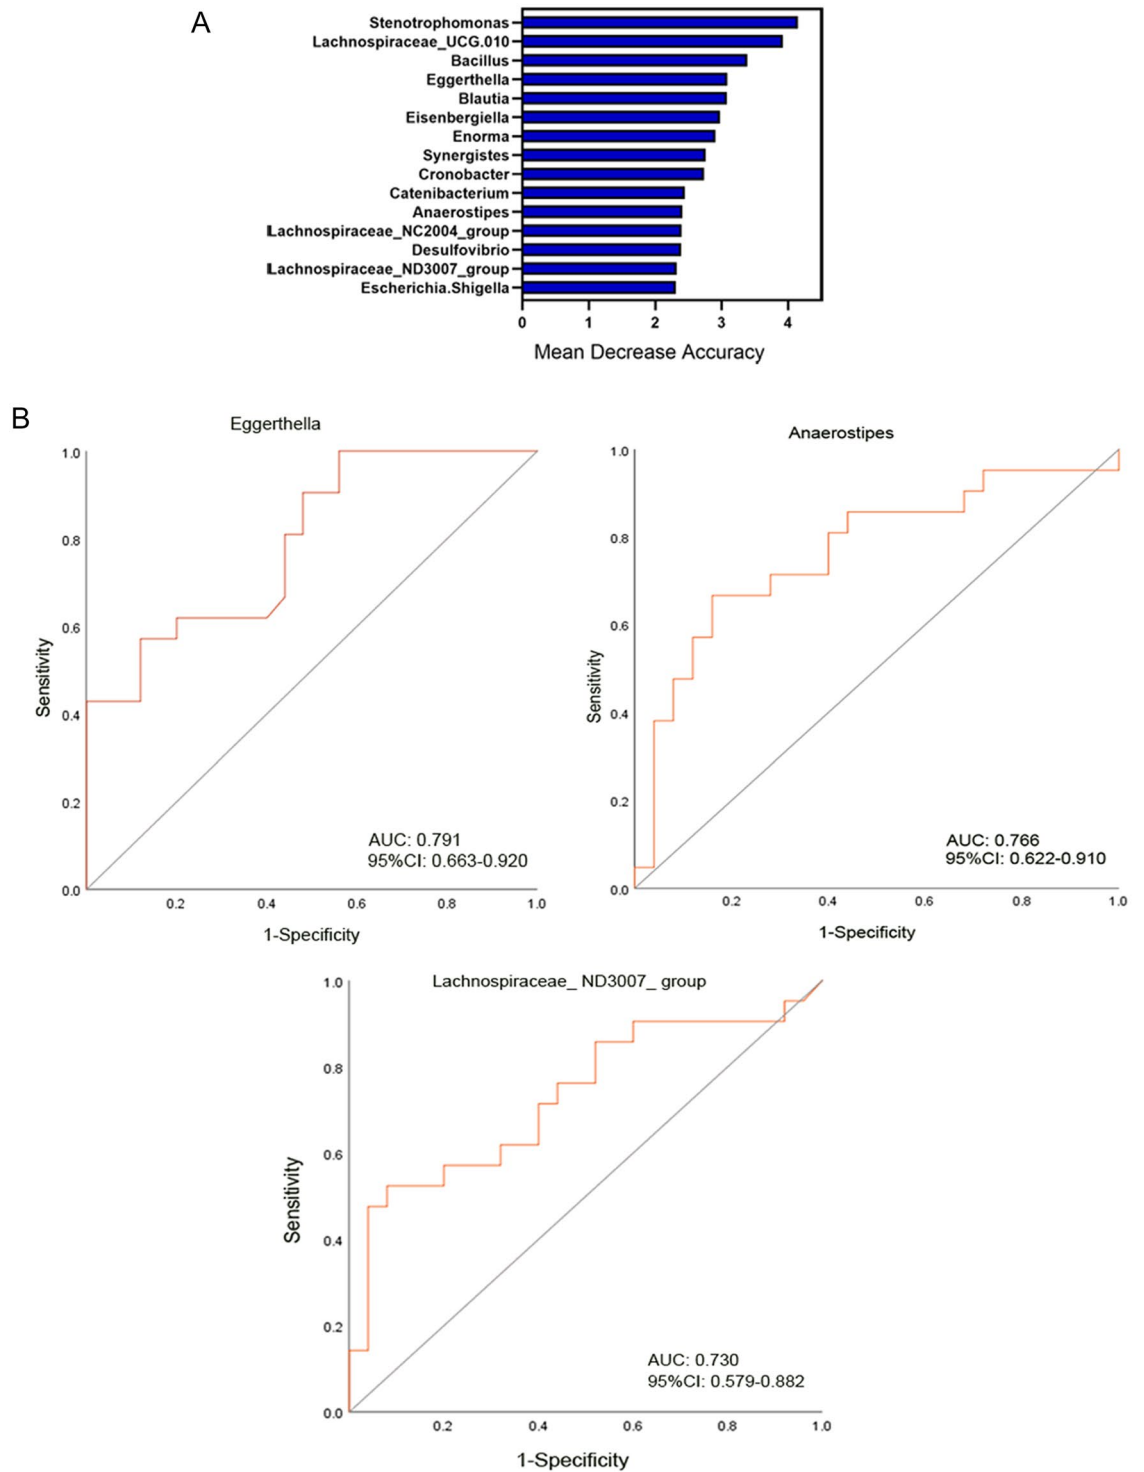 A
Stenotrophomonas
Lachnospiraceae_UCG.010
Bacillus
Eggerthella
Blautia
Eisenbergiella
Enorma
Synergistes
Cronobacter
Catenibacterium
Anaerostipes
Lachnospiraceae_NC2004_group
Desulfovibrio
Lachnospiraceae_ND3007_group
Escherichia.Shigella
0 1 2 3 4
Mean Decrease Accuracy
B
Eggerthella
1.0
0.8
0.6
0.4
0.2
0.0
Sensitivity
AUC: 0.791
95%CI: 0.663-0.920
0.2 0.4 0.6 0.8 1.0
1-Specificity
Anaerostipes
1.0
0.8
0.6
0.4
0.2
0.0
Sensitivity
AUC: 0.766
95%CI: 0.622-0.910
0.2 0.4 0.6 0.8 1.0
1-Specificity
Lachnospiraceae_ ND3007_ group
1.0
0.8
0.6
0.4
0.2
0.0
Sensitivity
AUC: 0.730
95%CI: 0.579-0.882
0.2 0.4 0.6 0.8 1.0
1-Specificity